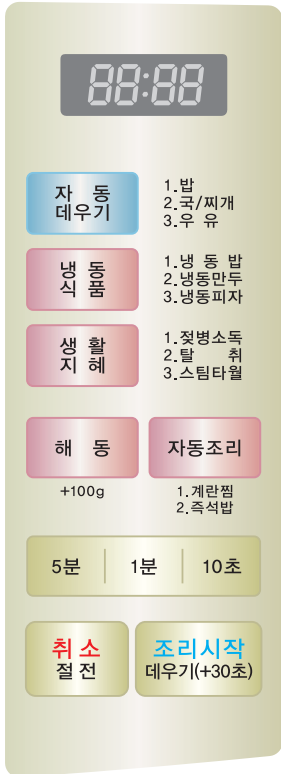 88:88
자 동
데우기
1.밥
2.국/찌개
3.우 유
냉 동
식 품
1.냉 동 밥
2.냉동만두
3.냉동피자
생 활
지 혜
1.젖병소독
2.탈 취
3.스팀타월
해 동
+100g
자동조리
1.계란찜
2.즉석밥
5분
1분
10초
취소
절전
조리시작
데우기(+30초)